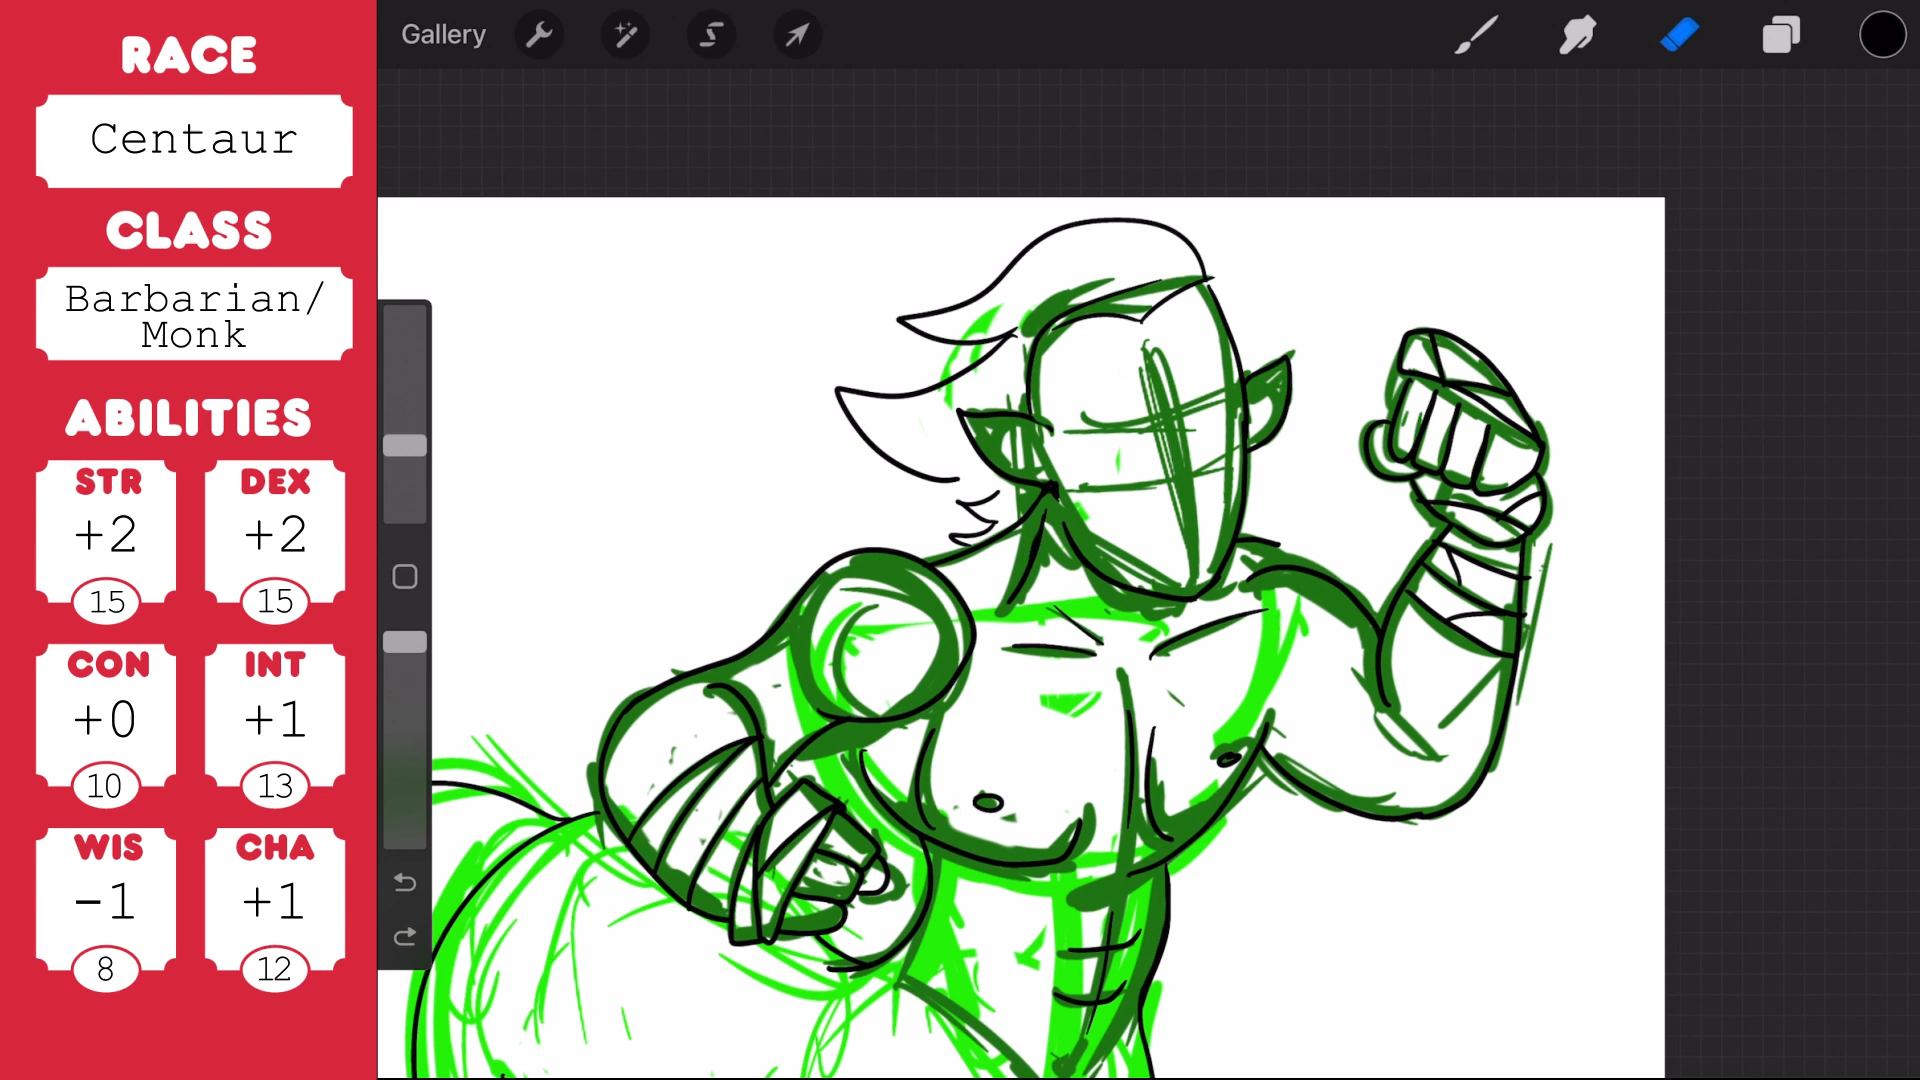 RACE
Centaur
CLASS
Barbarian/
Monk
ABILITIES
STR DEX
+2 +2
15 15
CON INT
+0 +1
10 13
WIS CHA
-1 +1
8 12
Gallery